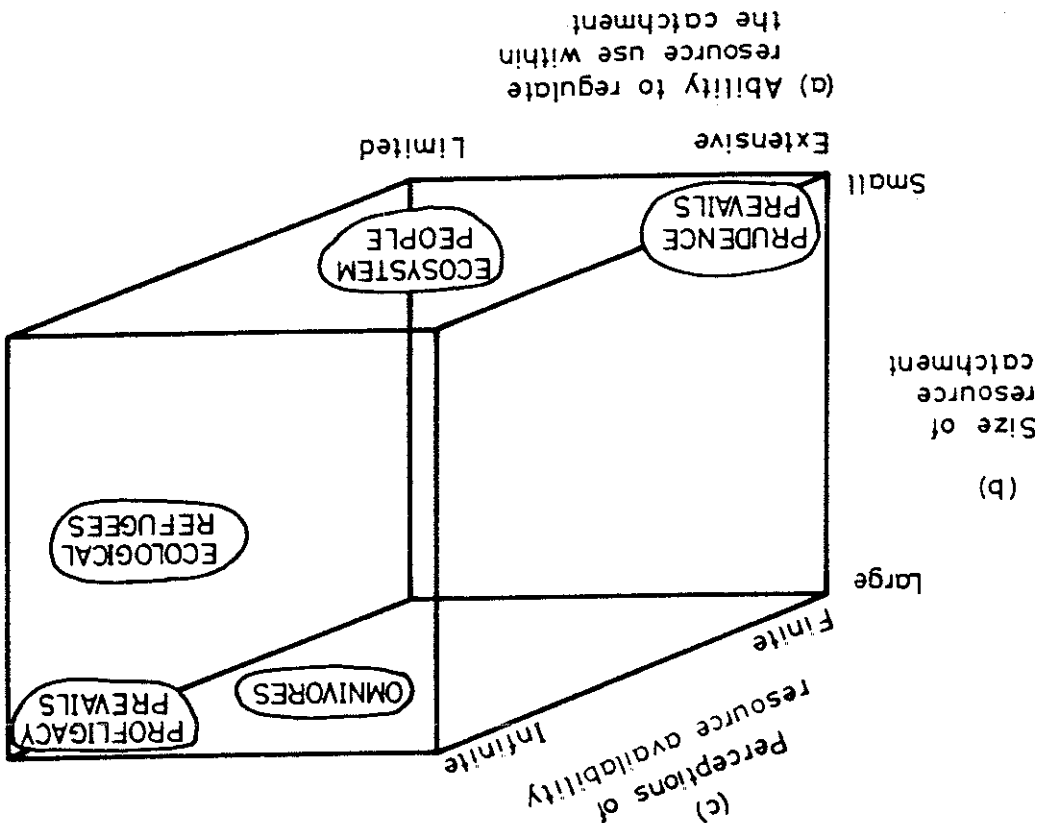 (c)
Perceptions of
resource availability
Infinite
Finite
PROFLIGACY
PREVAILS
OMNIVORES
Large
ECOLOGICAL
REFUGEES
(b)
Size of
resource
catchment
ECOSYSTEM
PEOPLE
PRUDENCE
PREVAILS
Small
Limited
Extensive
(a) Ability to regulate
resource use within
the catchment